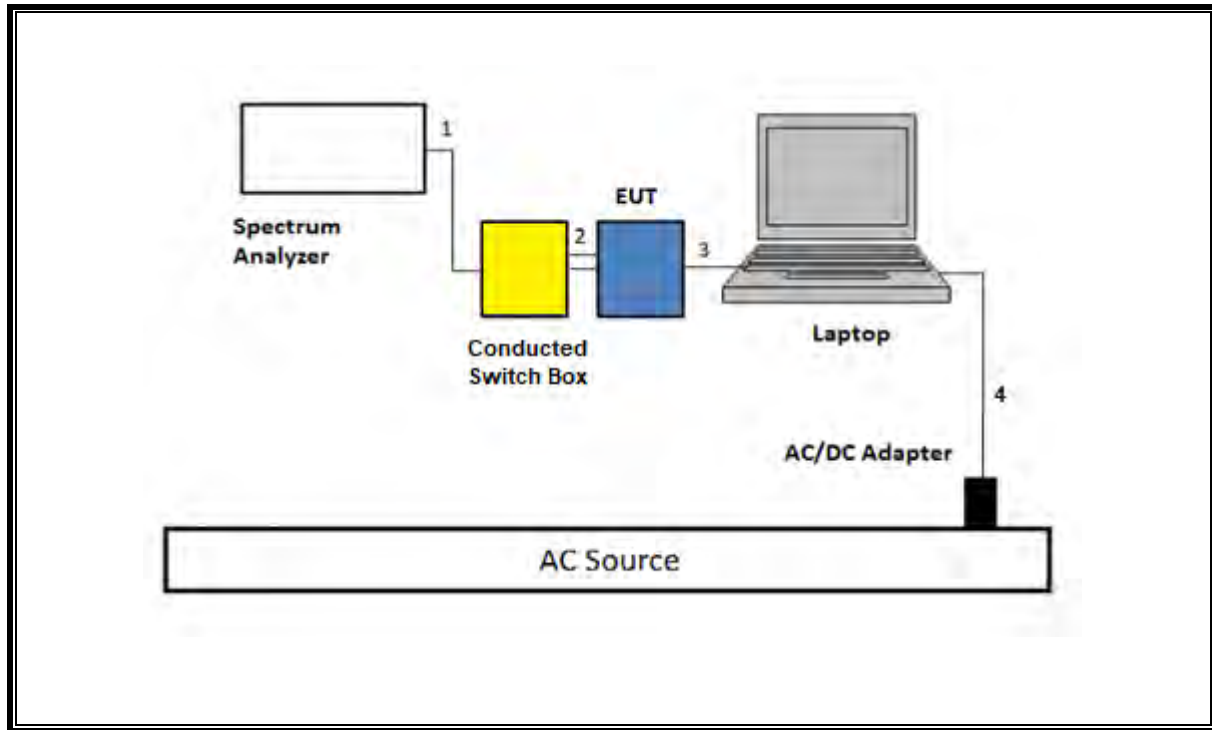 1
Spectrum
Analyzer
EUT
2
3
Conducted
Switch Box
Laptop
4
AC/DC Adapter
AC Source